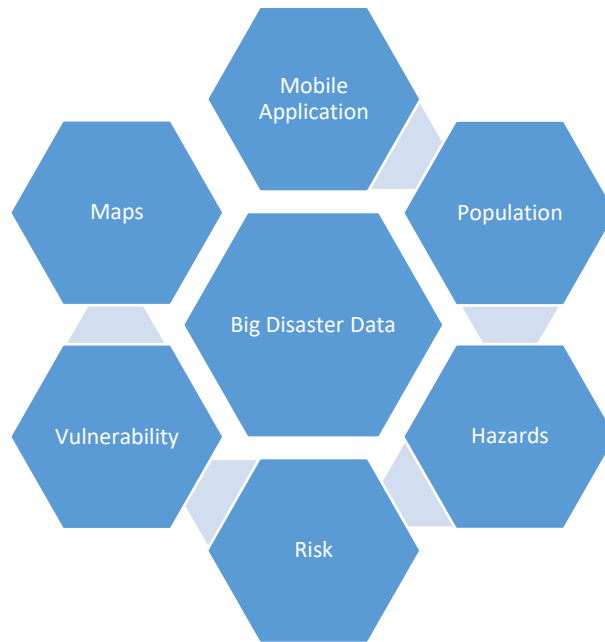 Mobile
Application
Maps
Population
Big Disaster Data
Vulnerability
Hazards
Risk